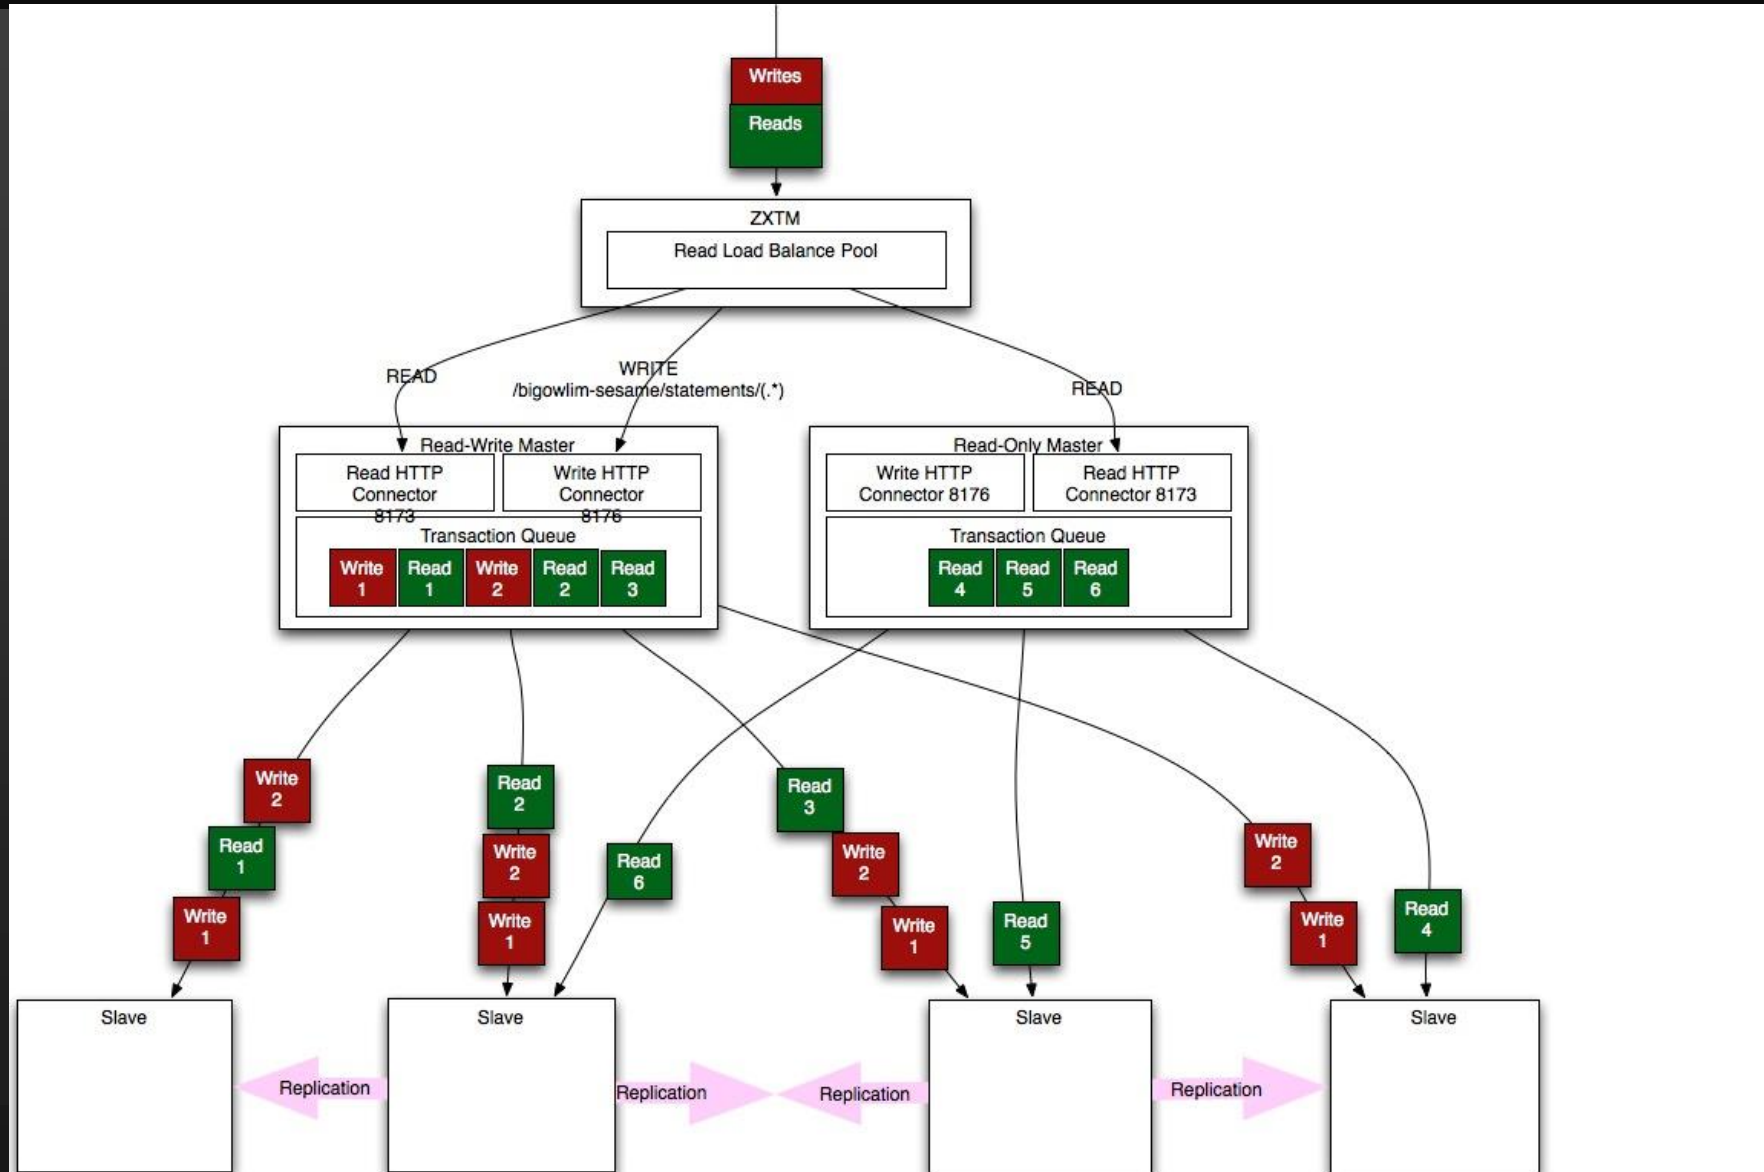 Writes
Reads
ZXTM
Read Load Balance Pool
READ
WRITE
/bigowlim-sesame/statements/(.*)
READ
Read-Write Master
Read HTTP
Connector
8173
Write HTTP
Connector
8176
Transaction Queue
Write
1
Read
1
Write
2
Read
2
Read
3
Read-Only Master
Write HTTP
Connector 8176
Read HTTP
Connector 8173
Transaction Queue
Read
4
Read
5
Read
6
Write
2
Read
1
Write
1
Read
2
Write
2
Write
1
Read
6
Read
3
Write
2
Write
1
Read
5
Write
2
Write
1
Read
4
Slave
Slave
Slave
Slave
Replication
Replication
Replication
Replication